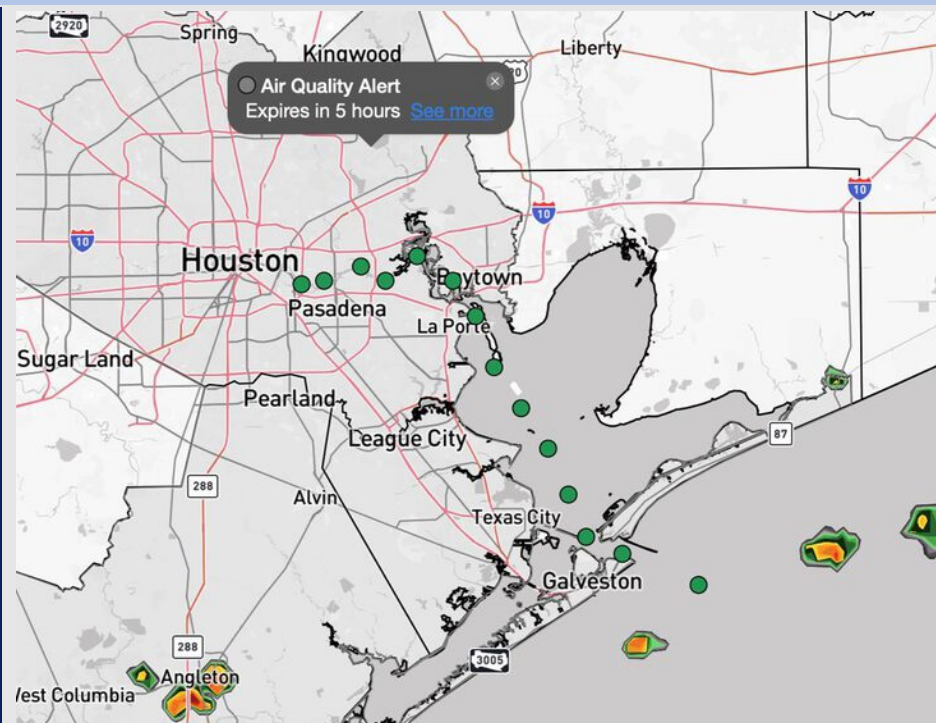 2920
Spring
Kingwood
Liberty
Air Quality Alert
Expires in 5 hours See more
10
10
10
Houston
Baytown
Pasadena
La Porte
Sugar Land
Pearland
League City
87
288
Alvin
Texas City
Galveston
288
3005
Angleton
West Columbia